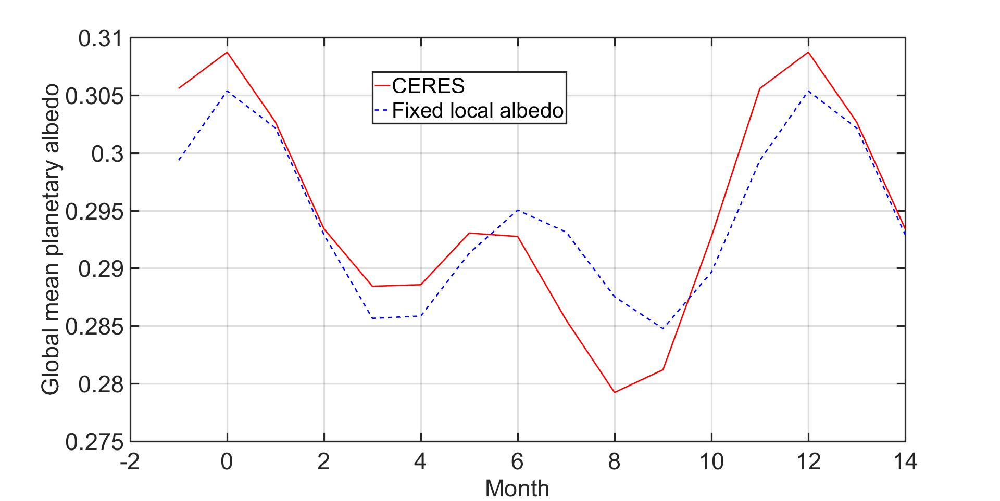 Global mean planetary albedo
0.31
0.305
0.3
0.295
0.29
0.285
0.28
0.275
CERES
Fixed local albedo
-2 0 2 4 6 8 10 12 14
Month